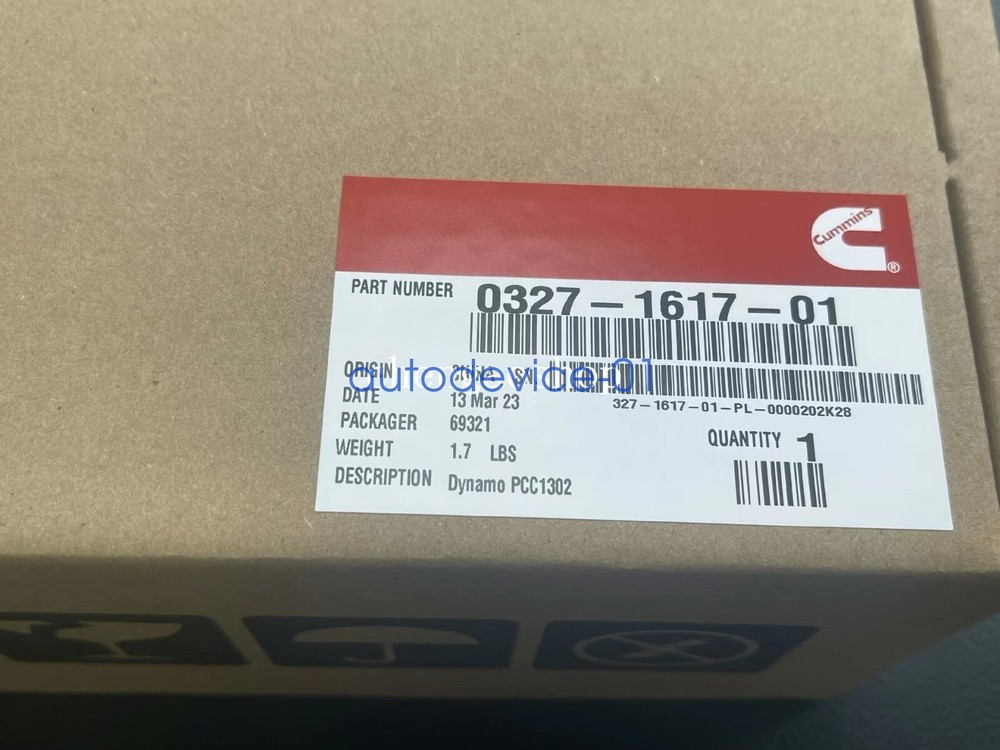 Cummins
®
PART NUMBER 0327-1617-01
ORIGIN S/N
autodevice-01
DATE 13 Mar 23
327-1617-01-PL-0000202K28
PACKAGER 69321
WEIGHT 1.7 LBS
QUANTITY 1
DESCRIPTION Dynamo PCC1302